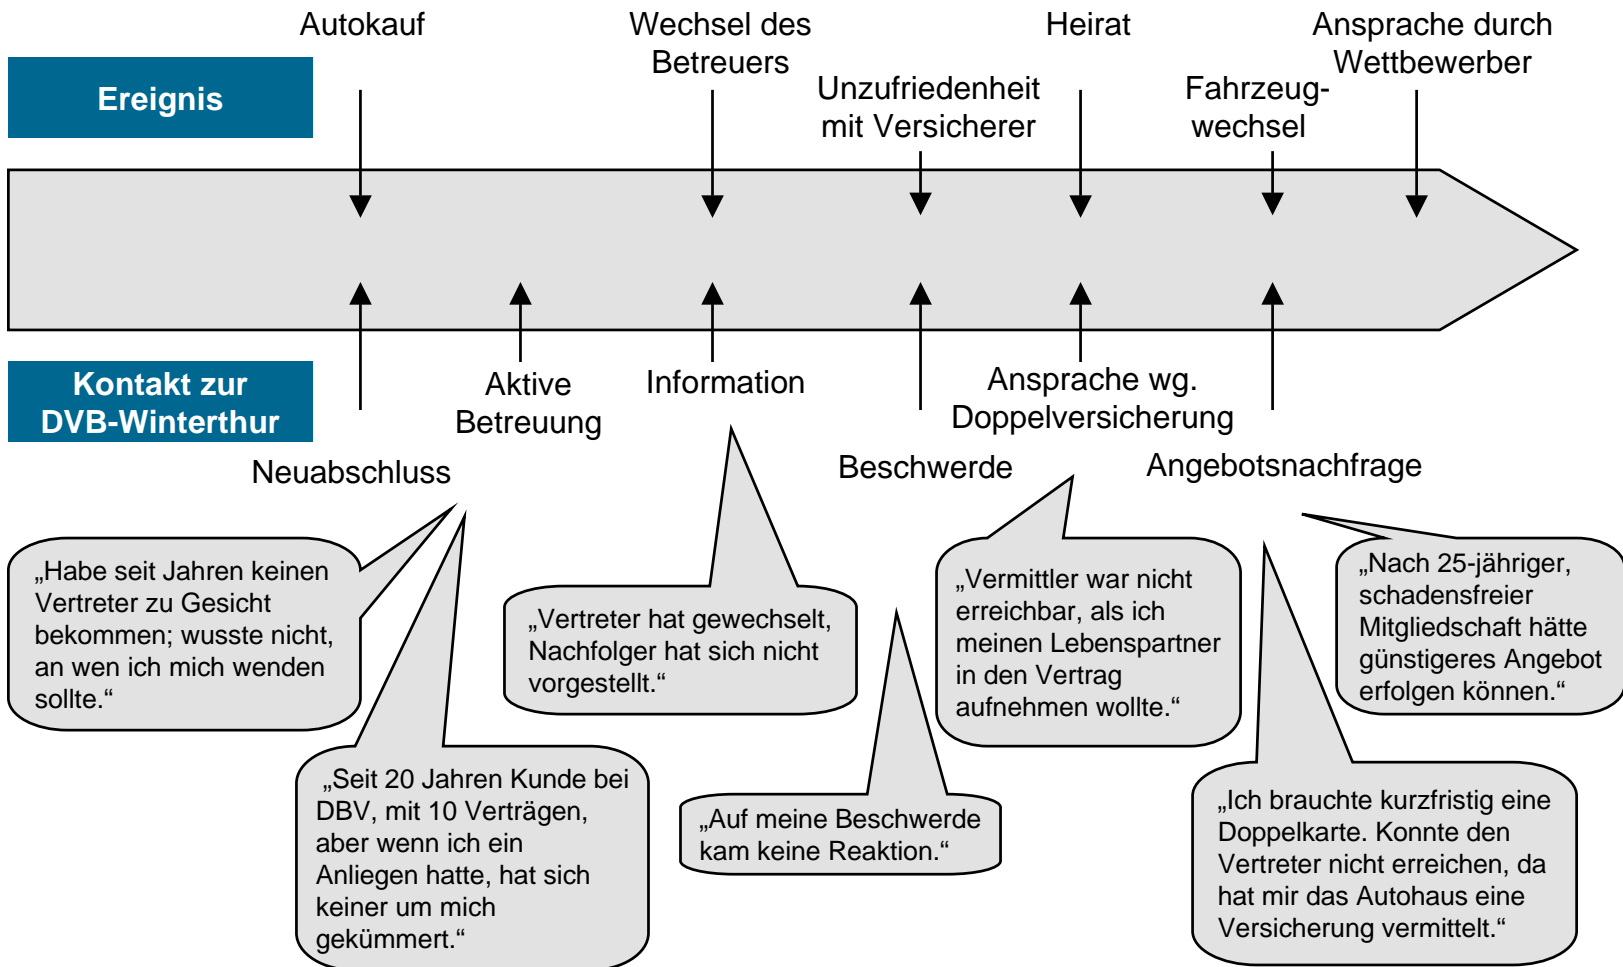 Autokauf
Wechsel des
Betreuers
Heirat
Ansprache durch
Wettbewerber
Ereignis
Unzufriedenheit
mit Versicherer
Fahrzeug-
wechsel
Kontakt zur
DVB-Winterthur
Neuabschluss
Aktive
Betreuung
Information
Beschwerde
Ansprache wg.
Doppelversicherung
Angebotsnachfrage
„Habe seit Jahren keinen
Vertreter zu Gesicht
bekommen; wusste nicht,
an wen ich mich wenden
sollte.“
„Seit 20 Jahren Kunde bei
DBV, mit 10 Verträgen,
aber wenn ich ein
Anliegen hatte, hat sich
keiner um mich
gekümmert.“
„Vertreter hat gewechselt,
Nachfolger hat sich nicht
vorgestellt.“
„Auf meine Beschwerde
kam keine Reaktion.“
„Vermittler war nicht
erreichbar, als ich
meinen Lebenspartner
in den Vertrag
aufnehmen wollte.“
„Ich brauchte kurzfristig eine
Doppelkarte. Konnte den
Vertreter nicht erreichen, da
hat mir das Autohaus eine
Versicherung vermittelt.“
„Nach 25-jähriger,
schadensfreier
Mitgliedschaft hätte
günstigeres Angebot
erfolgen können.“